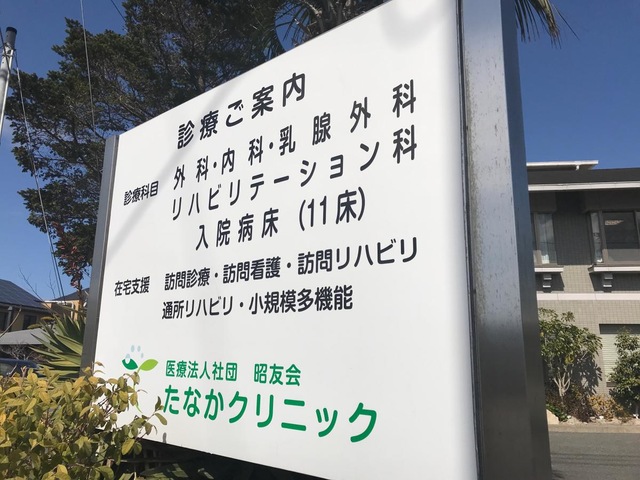 診療ご案内
診療科目 外科・内科・乳腺外科
リハビリテーション科
入院病床（11床）
在宅支援 訪問診療・訪問看護・訪問リハビリ
通所リハビリ・小規模多機能
医療法人社団 昭友会
たなかクリニック